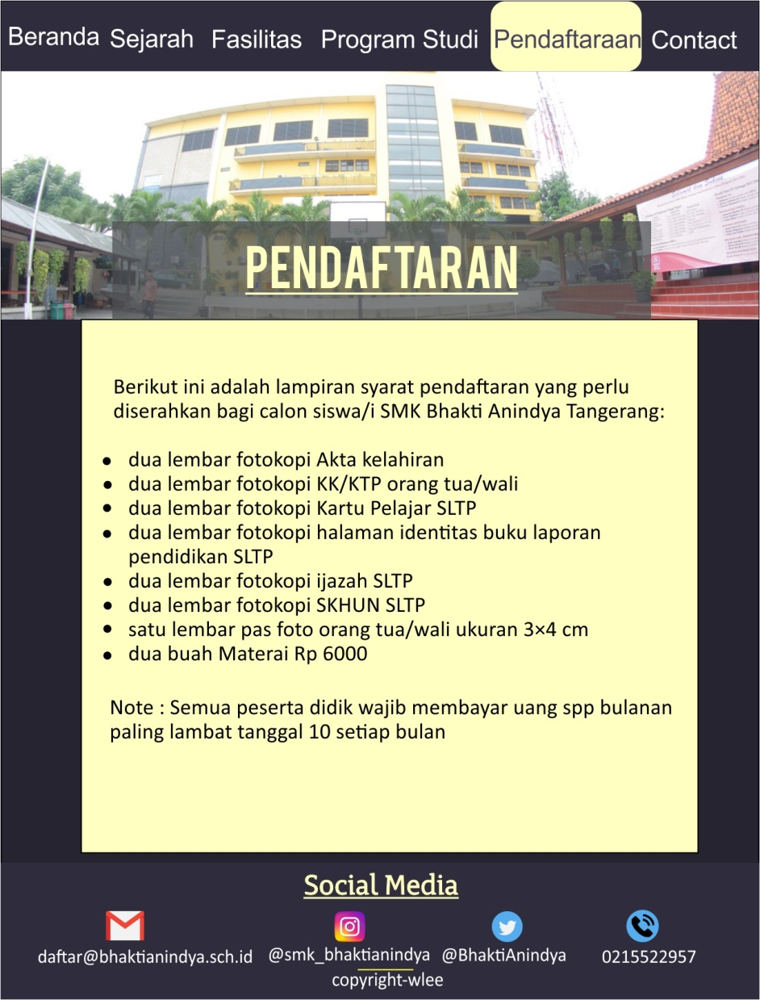 Beranda Sejarah Fasilitas Program Studi Pendaftaraan Contact
PENDAFTARAN
Berikut ini adalah lampiran syarat pendaftaran yang perlu
diserahkan bagi calon siswa/i SMK Bhakti Anindya Tangerang:
• dua lembar fotokopi Akta kelahiran
• dua lembar fotokopi KK/KTP orang tua/wali
• dua lembar fotokopi Kartu Pelajar SLTP
• dua lembar fotokopi halaman identitas buku laporan
pendidikan SLTP
• dua lembar fotokopi ijazah SLTP
• dua lembar fotokopi SKHUN SLTP
• satu lembar pas foto orang tua/wali ukuran 3×4 cm
• dua buah Materai Rp 6000
Note : Semua peserta didik wajib membayar uang spp bulanan
paling lambat tanggal 10 setiap bulan
Social Media
daftar@bhaktianindya.sch.id @smk_bhaktianindya @BhaktiAnindya 0215522957
copyright-wlee